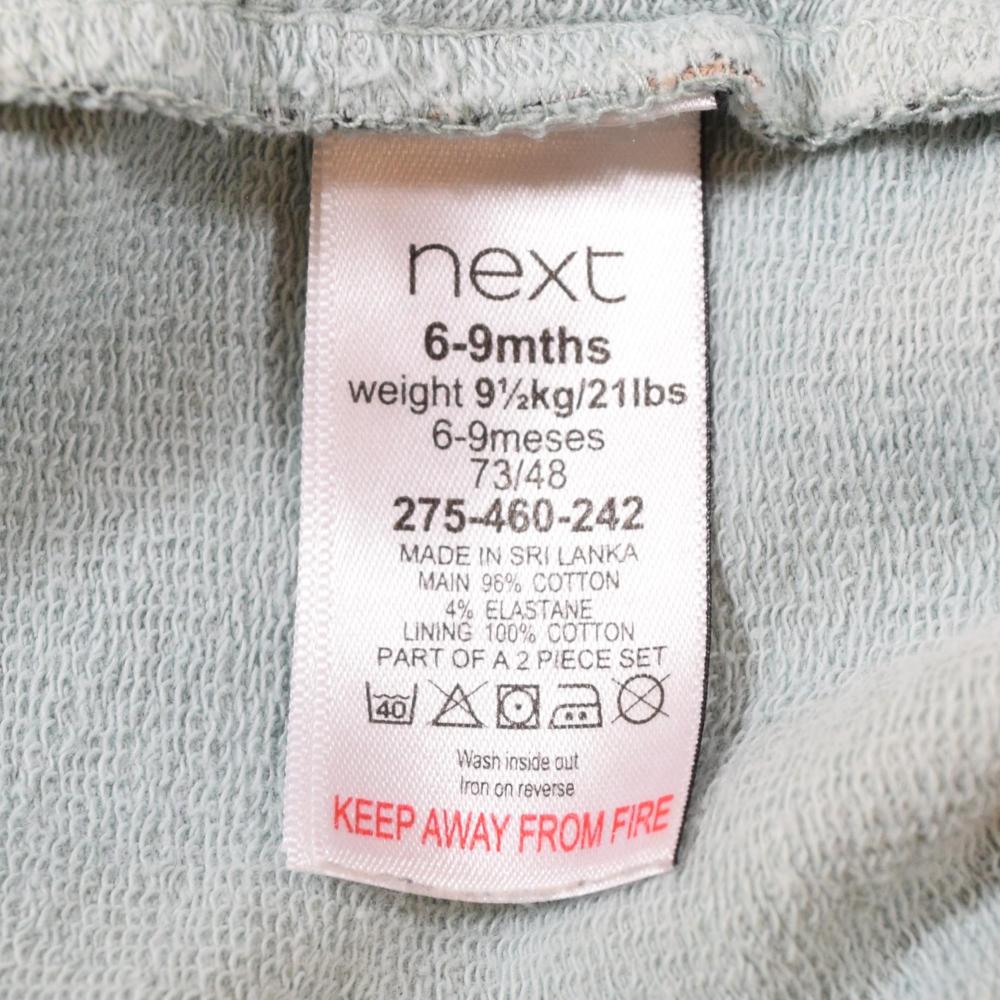 next
6-9mths
weight 9½kg/21lbs
6-9meses
73/48
275-460-242
MADE IN SRI LANKA
MAIN 96% COTTON
4% ELASTANE
LINING 100% COTTON
PART OF A 2 PIECE SET
40
Wash inside out
Iron on reverse
KEEP AWAY FROM FIRE